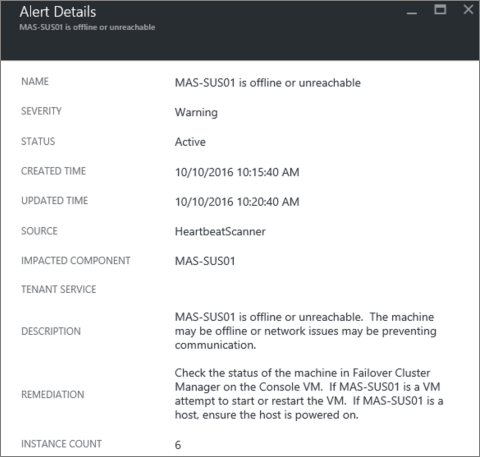 Alert Details
MAS-SUS01 is offline or unreachable
NAME MAS-SUS01 is offline or unreachable
SEVERITY Warning
STATUS Active
CREATED TIME 10/10/2016 10:15:40 AM
UPDATED TIME 10/10/2016 10:20:40 AM
SOURCE HeartbeatScanner
IMPACTED COMPONENT MAS-SUS01
TENANT SERVICE
DESCRIPTION
MAS-SUS01 is offline or unreachable. The machine
may be offline or network issues may be preventing
communication.
REMEDIATION
Check the status of the machine in Failover Cluster
Manager on the Console VM. If MAS-SUS01 is a VM
attempt to start or restart the VM. If MAS-SUS01 is a
host, ensure the host is powered on.
INSTANCE COUNT 6